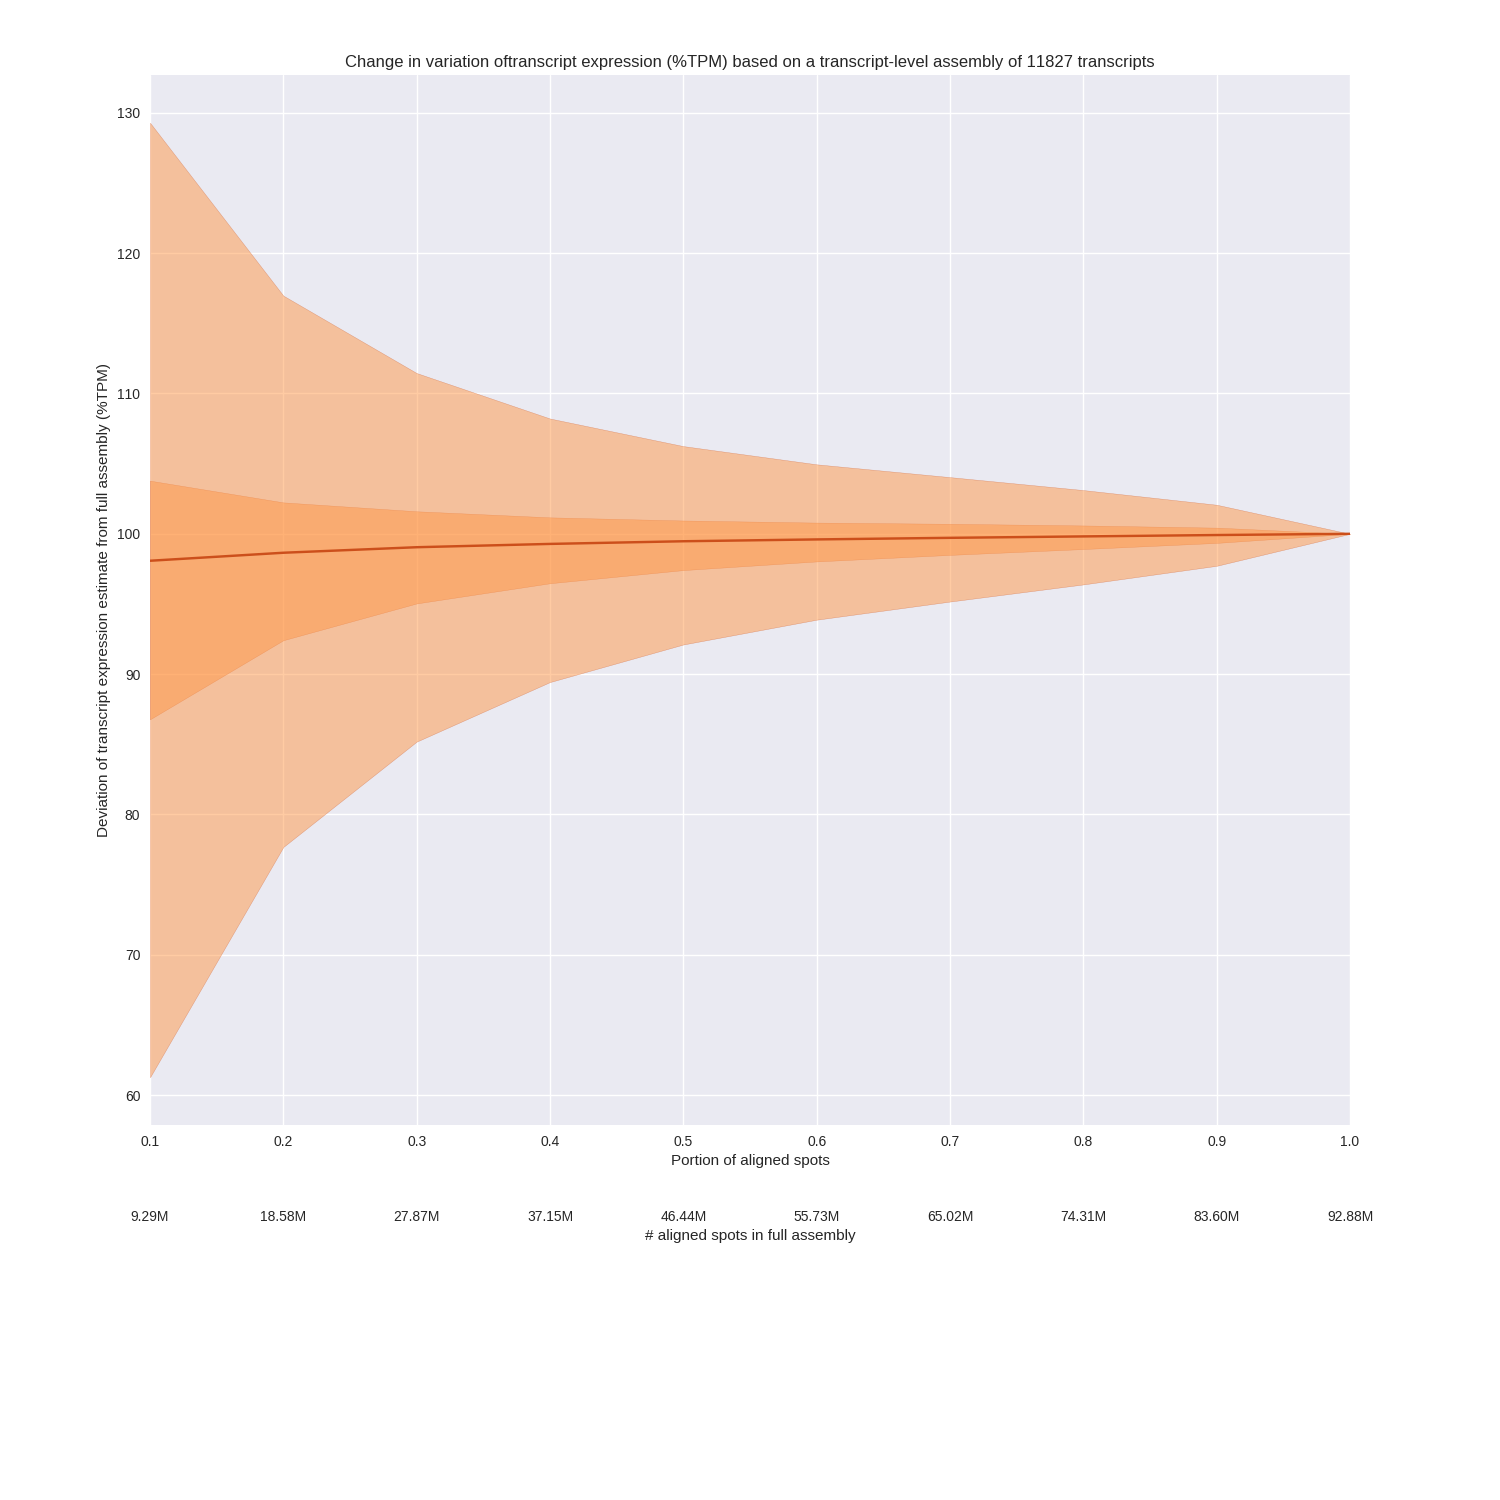 Change in variation oftranscript expression (%TPM) based on a transcript-level assembly of 11827 transcripts
Deviation of transcript expression estimate from full assembly (%TPM)
130
120
110
100
90
80
70
60
0.1 0.2 0.3 0.4 0.5 0.6 0.7 0.8 0.9 1.0
Portion of aligned spots
9.29M 18.58M 27.87M 37.15M 46.44M 55.73M 65.02M 74.31M 83.60M 92.88M
# aligned spots in full assembly